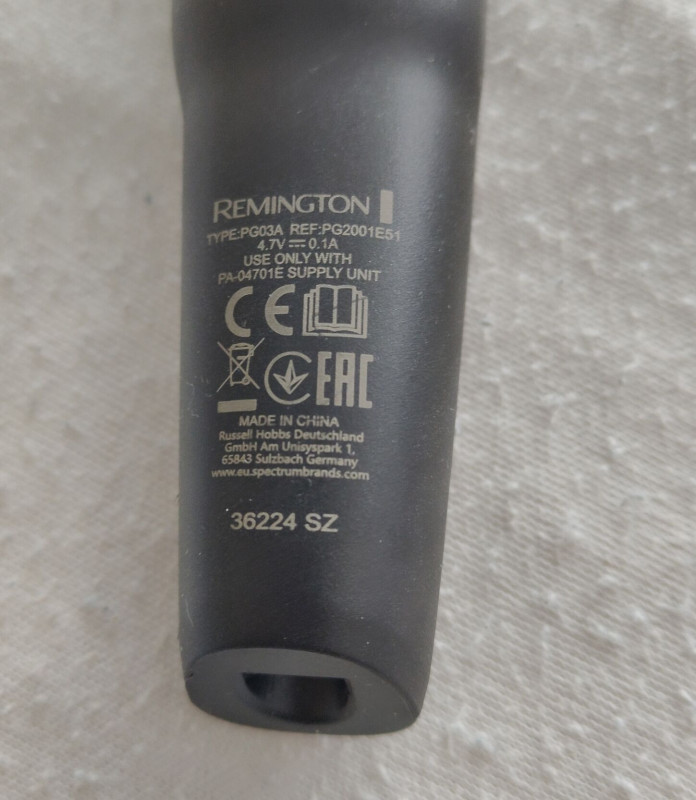 REMINGTON
TYPE:PG03A REF:PG2001E51
4.7V ⎓ 0.1A
USE ONLY WITH
PA-04701E SUPPLY UNIT
CE
EAC
MADE IN CHINA
Russell Hobbs Deutschland
GmbH Am Unisyspark 1,
65843 Sulzbach Germany
www.eu.spectrumbrands.com
36224 SZ